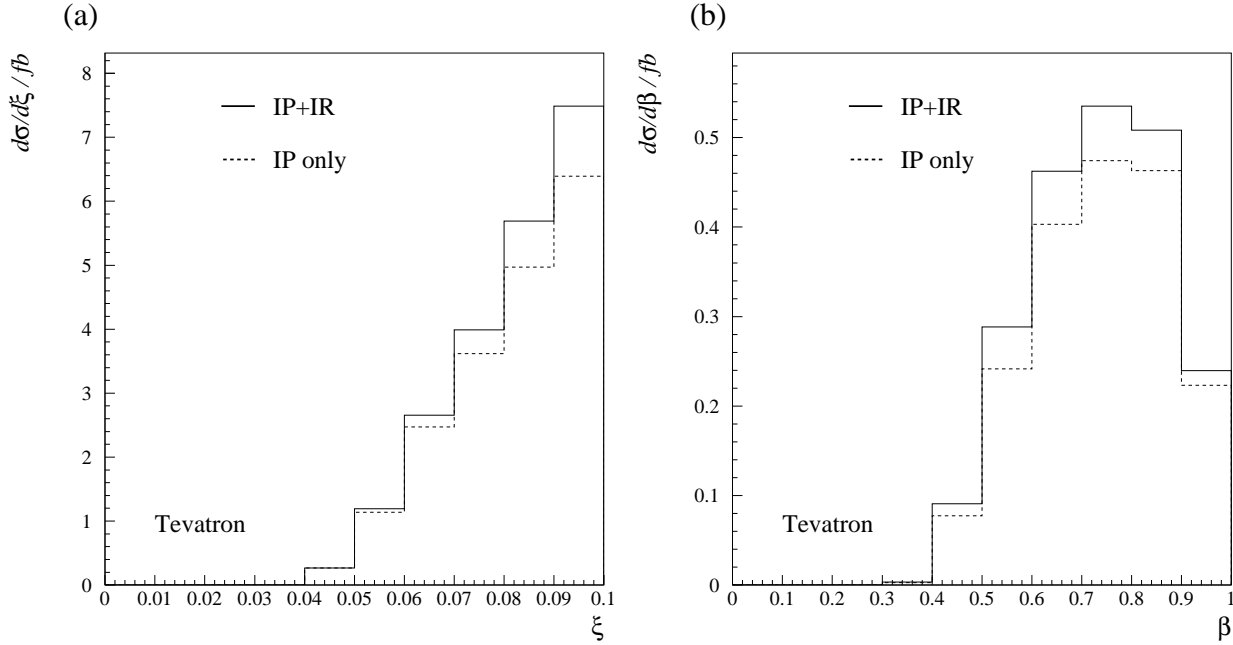 (a)
dσ/dξ / fb
8
7
6
5
4
3
2
1
0
IP+IR
IP only
Tevatron
0 0.01 0.02 0.03 0.04 0.05 0.06 0.07 0.08 0.09 0.1
ξ
(b)
dσ/dβ / fb
0.5
0.4
0.3
0.2
0.1
0
IP+IR
IP only
Tevatron
0 0.1 0.2 0.3 0.4 0.5 0.6 0.7 0.8 0.9 1
β